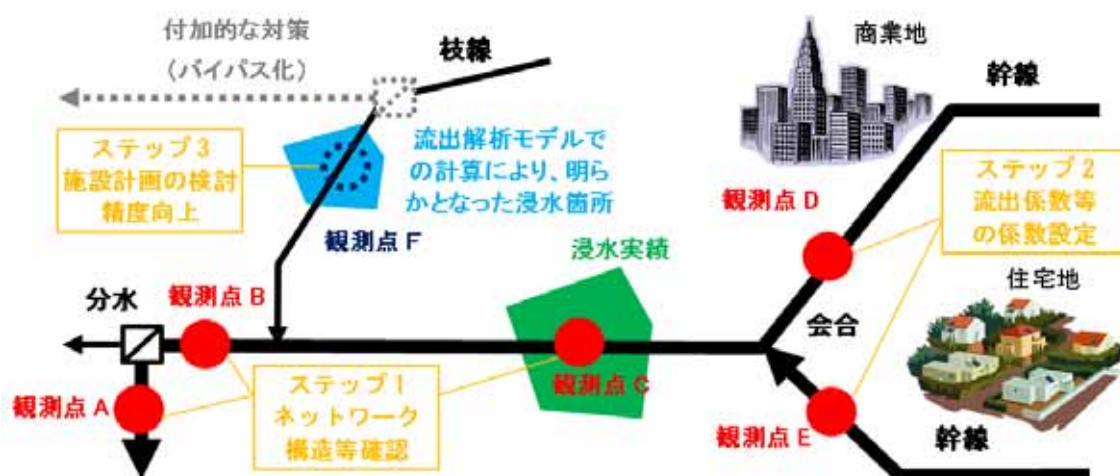 付加的な対策
（バイパス化）
枝線
商業地
幹線
ステップ３
施設計画の検討
精度向上
流出解析モデルで
の計算により、明ら
かとなった浸水箇所
ステップ２
流出係数等
の係数設定
観測点 D
観測点 F
浸水実績
住宅地
分水
観測点 B
会合
観測点 C
ステップ１
ネットワーク
構造等確認
観測点 A
観測点 E
幹線